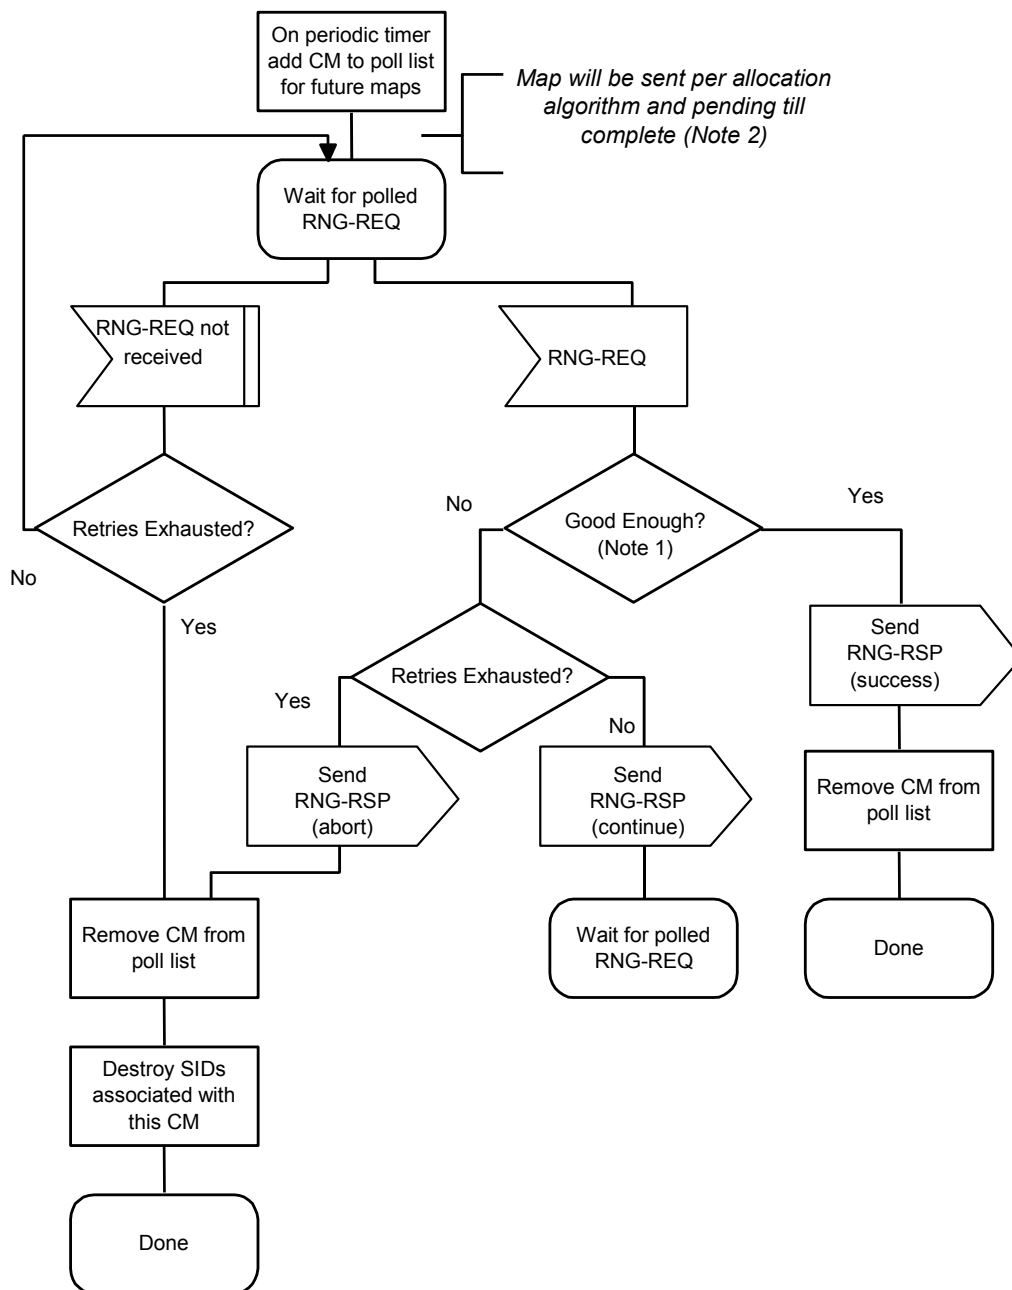 On periodic timer
add CM to poll list
for future maps
Map will be sent per allocation
algorithm and pending till
complete (Note 2)
Wait for polled
RNG-REQ
RNG-REQ not
received
RNG-REQ
Retries Exhausted?
No
Yes
No
Good Enough?
(Note 1)
Yes
Retries Exhausted?
Yes
No
Send
RNG-RSP
(success)
Send
RNG-RSP
(abort)
Send
RNG-RSP
(continue)
Remove CM from
poll list
Remove CM from
poll list
Wait for polled
RNG-REQ
Done
Destroy SIDs
associated with
this CM
Done